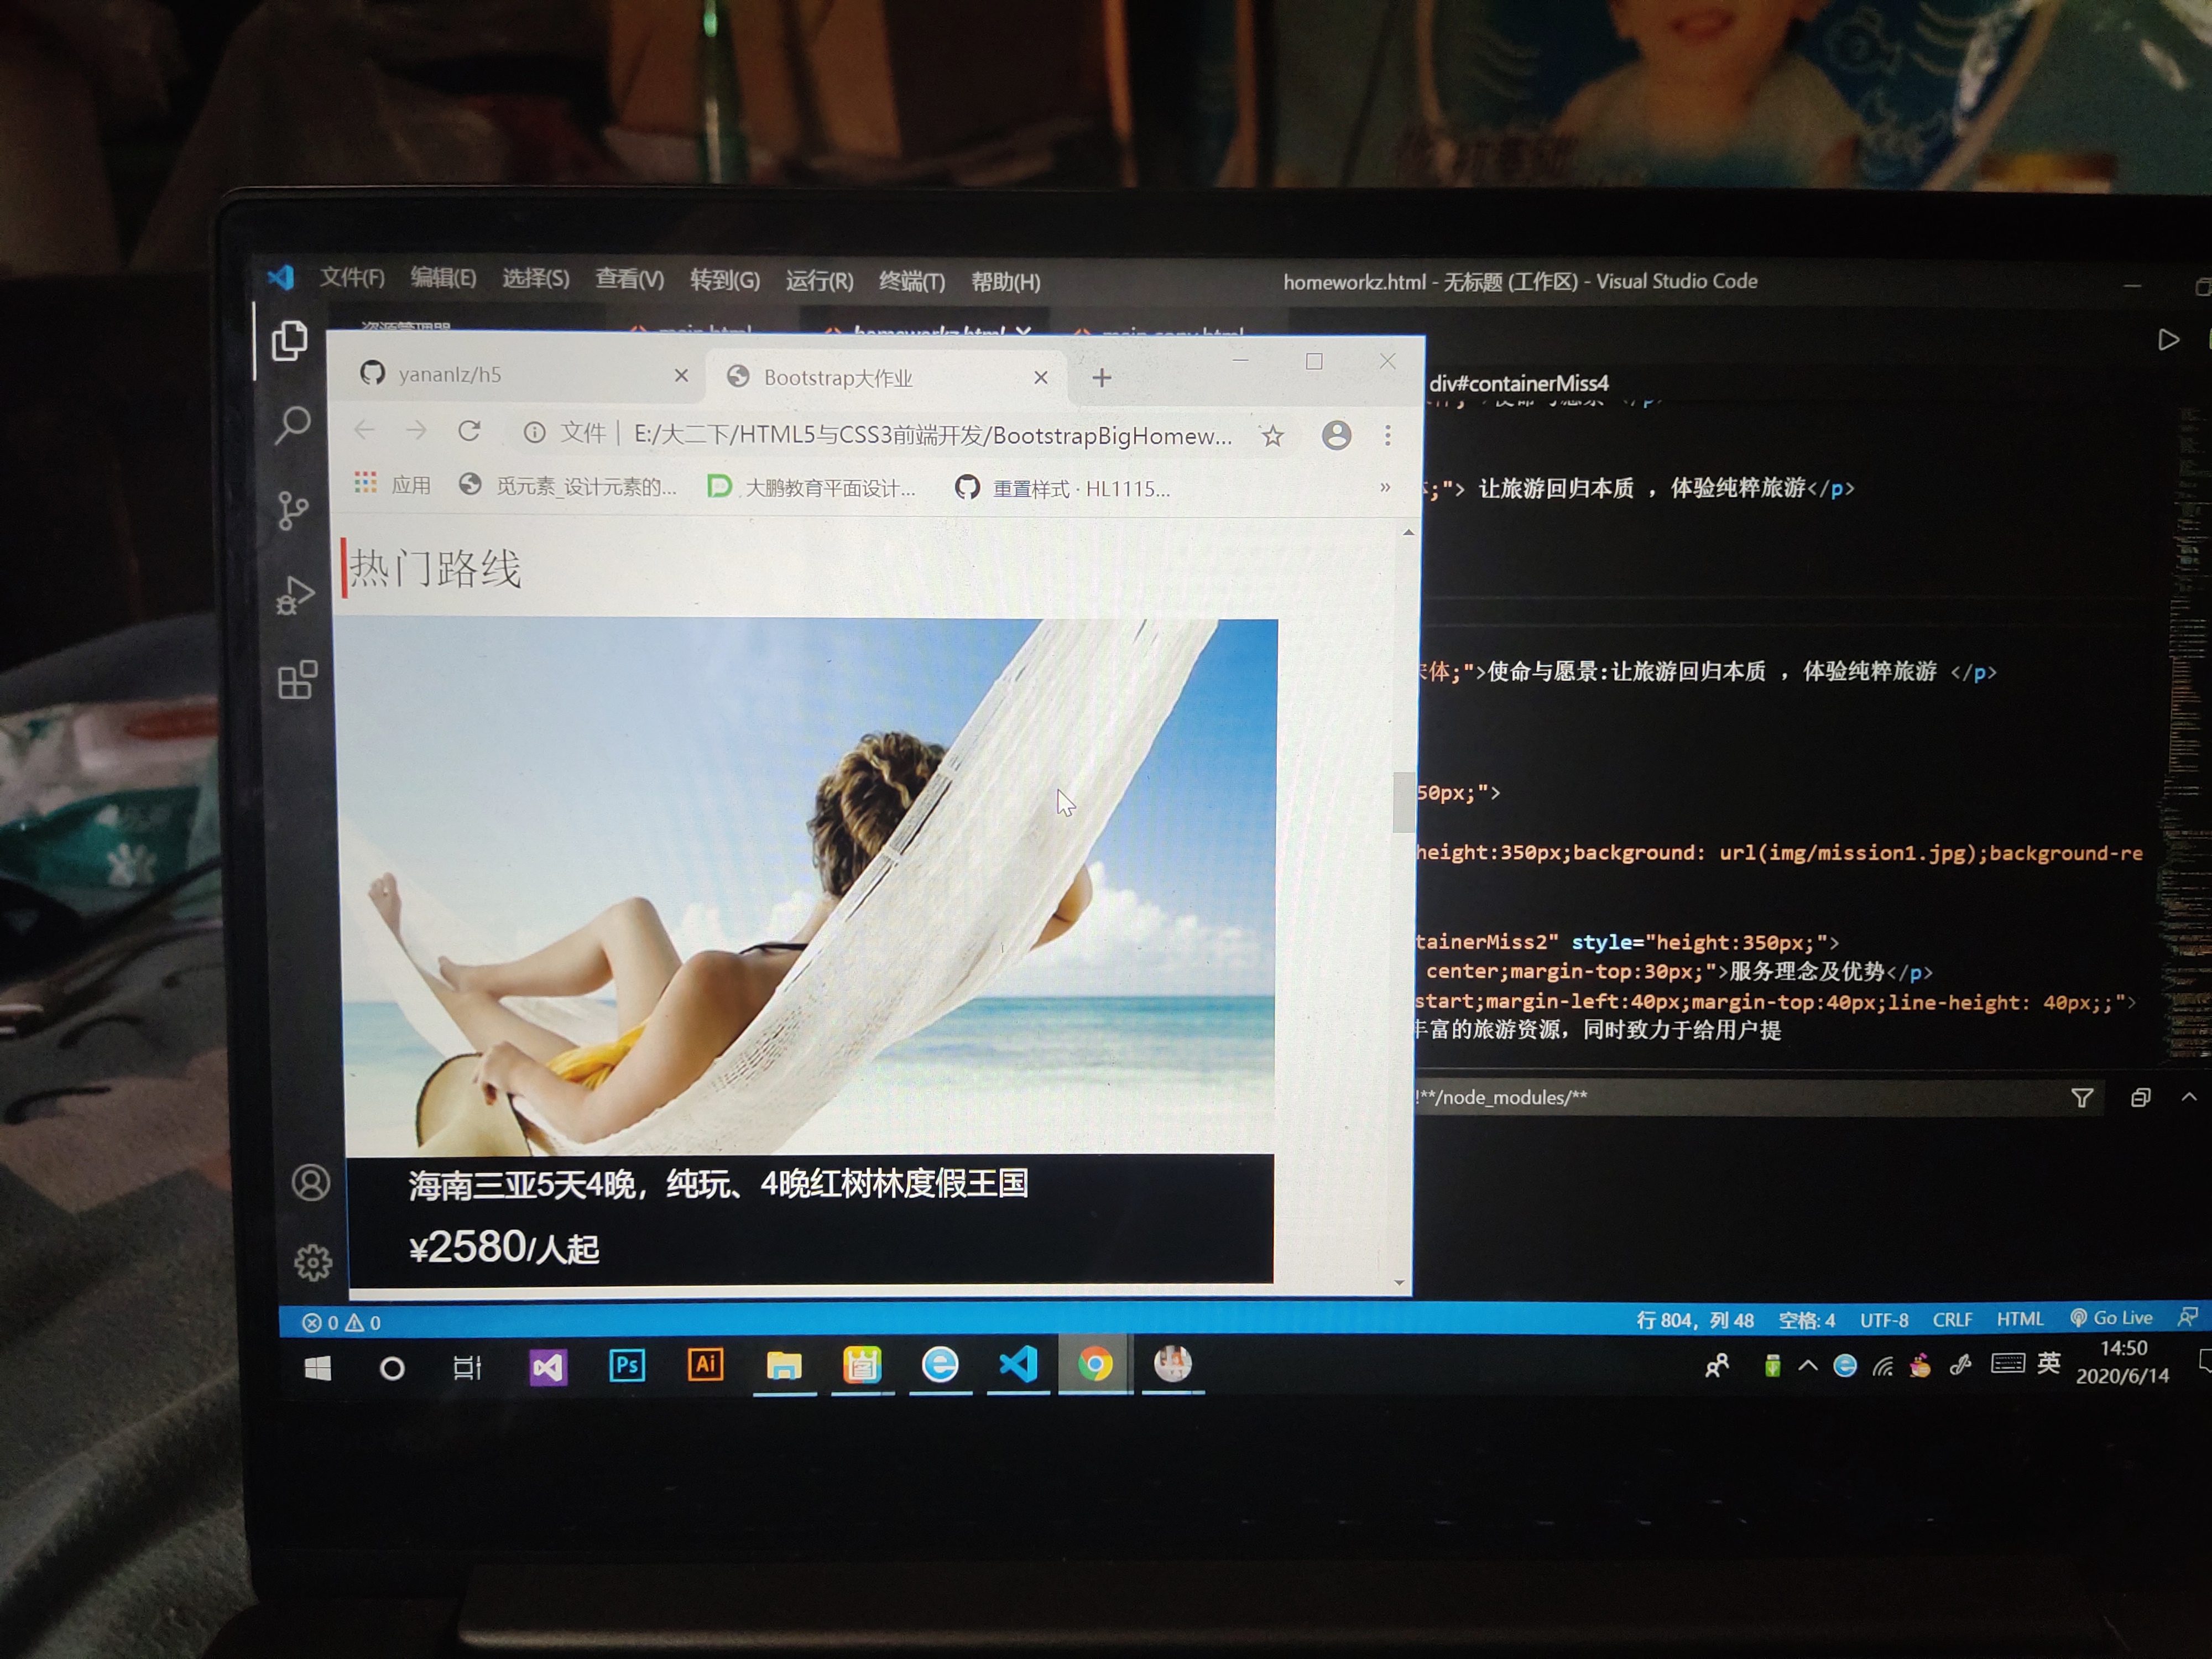 文件(F) 编辑(E) 选择(S) 查看(V) 转到(G) 运行(R) 终端(T) 帮助(H) homeworkz.html - 无标题 (工作区) - Visual Studio Code
yananlz/h5 Bootstrap大作业
文件 E:/大二下/HTML5与CSS3前端开发/BootstrapBigHomew...
应用 觅元素_设计元素的... 大鹏教育平面设计... 重置样式 · HL1115...
热门路线
海南三亚5天4晚，纯玩、4晚红树林度假王国
¥2580/人起
div#containerMiss4
;"> 让旅游回归本质 ，体验纯粹旅游</p>
体;">使命与愿景:让旅游回归本质 ，体验纯粹旅游 </p>
50px;">
height:350px;background: url(img/mission1.jpg);background-re
tainerMiss2" style="height:350px;">
center;margin-top:30px;">服务理念及优势</p>
start;margin-left:40px;margin-top:40px;line-height: 40px;;">
丰富的旅游资源，同时致力于给用户提
!**/node_modules/**
0 0 行 804，列 48 空格: 4 UTF-8 CRLF HTML Go Live
Ps Ai 英 14:50
2020/6/14